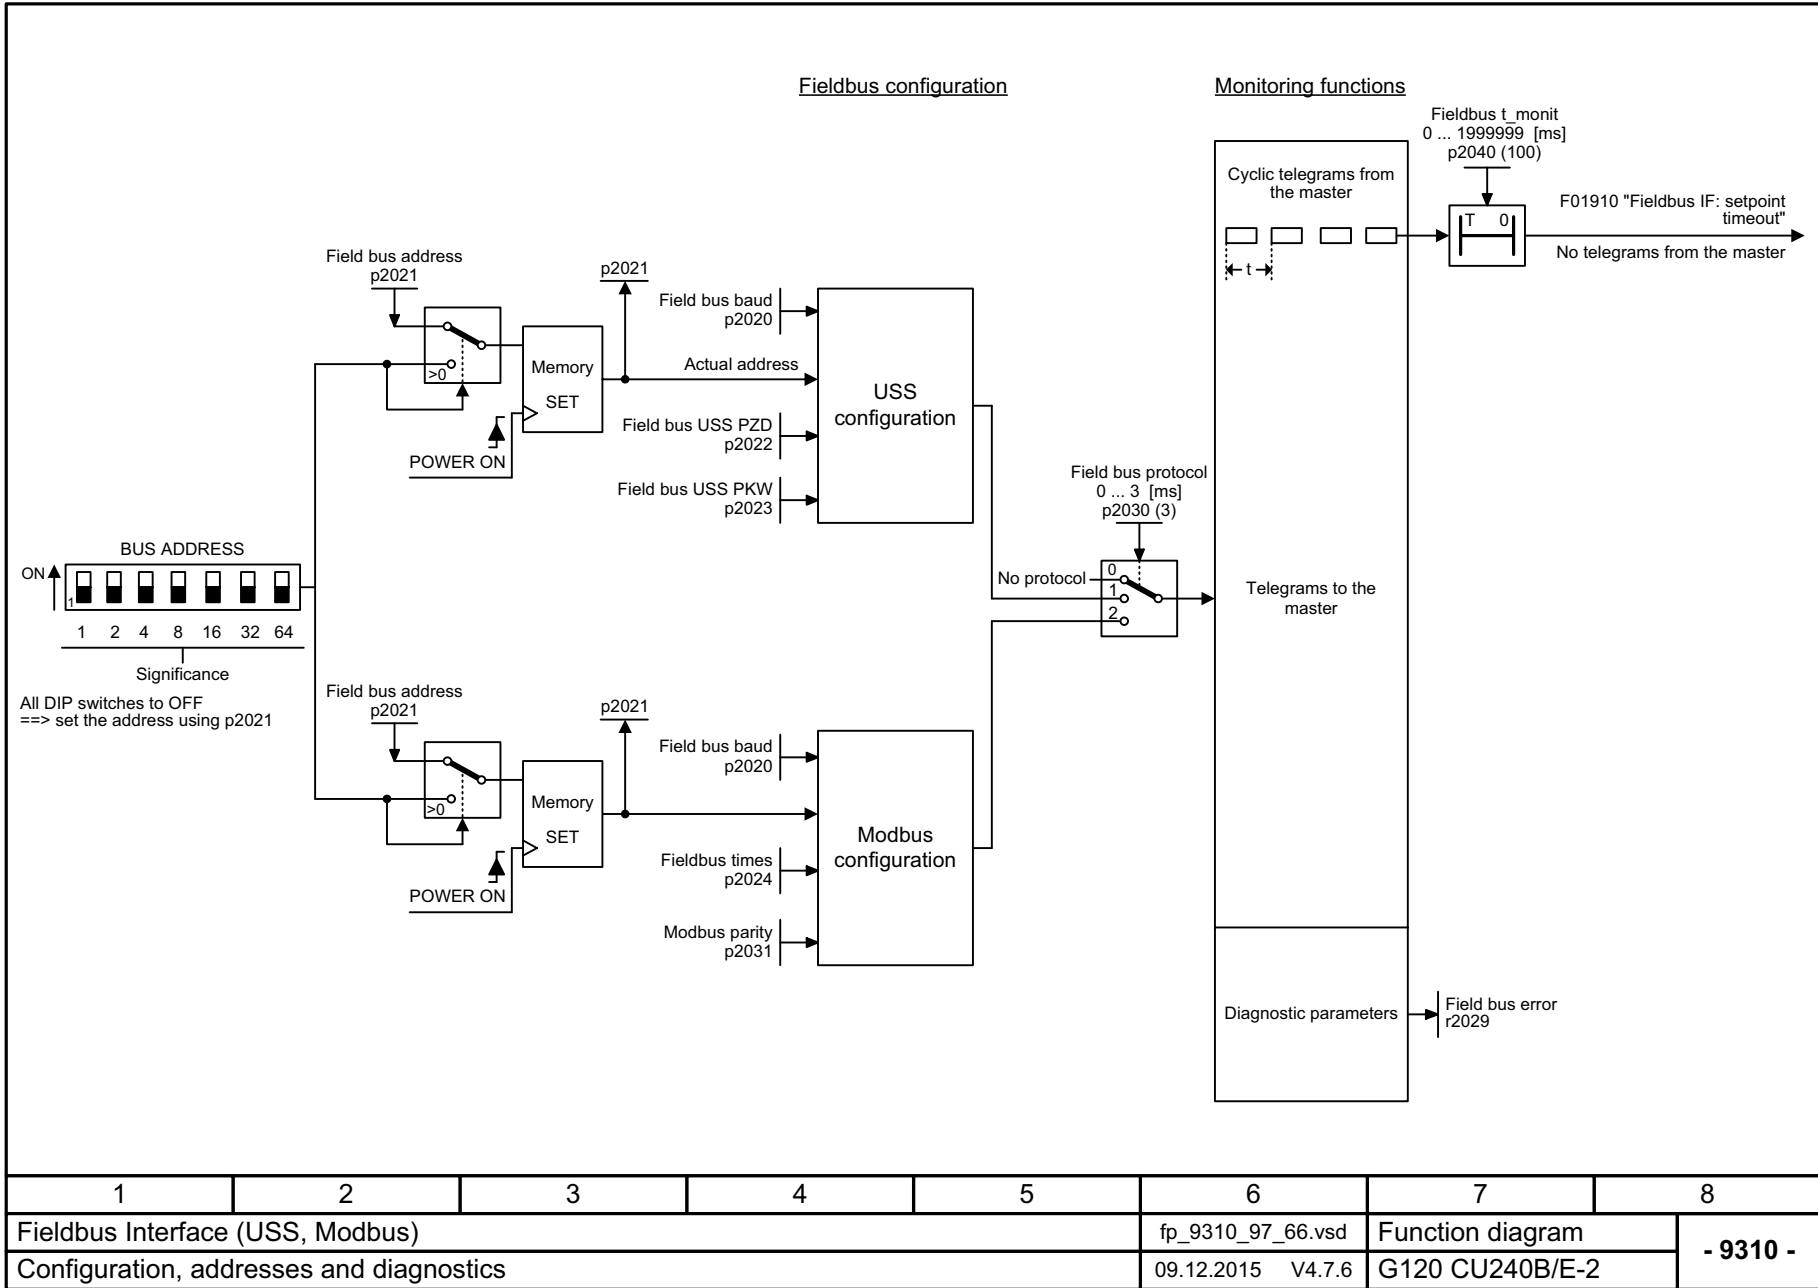 Fieldbus configuration
Monitoring functions
Fieldbus t_monit
0 ... 1999999 [ms]
p2040 (100)
Cyclic telegrams from
the master
T 0
F01910 "Fieldbus IF: setpoint
timeout"
No telegrams from the master
t
Field bus address
p2021
p2021
Field bus baud
p2020
>0
Memory
SET
Actual address
USS
configuration
Field bus USS PZD
p2022
POWER ON
Field bus USS PKW
p2023
Field bus protocol
0 ... 3 [ms]
p2030 (3)
BUS ADDRESS
ON
1
No protocol
0
1
2
Telegrams to the
master
1 2 4 8 16 32 64
Significance
All DIP switches to OFF
==> set the address using p2021
Field bus address
p2021
p2021
Field bus baud
p2020
>0
Memory
SET
Modbus
configuration
Fieldbus times
p2024
POWER ON
Modbus parity
p2031
Diagnostic parameters
Field bus error
r2029
1 2 3 4 5 6 7 8
Fieldbus Interface (USS, Modbus)
fp_9310_97_66.vsd
Function diagram
- 9310 -
Configuration, addresses and diagnostics
09.12.2015 V4.7.6
G120 CU240B/E-2